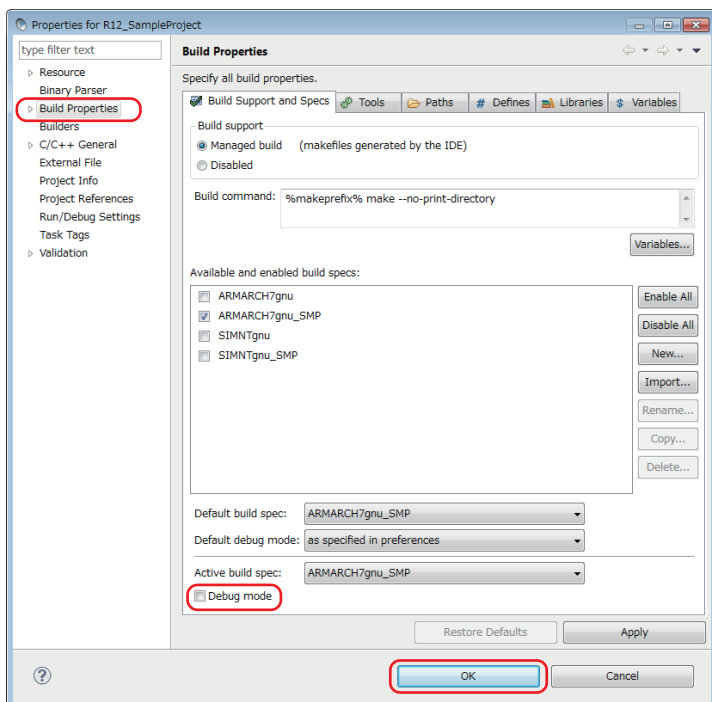 Properties for R12_SampleProject
type filter text
Resource
Binary Parser
Build Properties
Builders
C/C++ General
External File
Project Info
Project References
Run/Debug Settings
Task Tags
Validation
Build Properties
Specify all build properties.
Build Support and Specs Tools Paths # Defines Libraries $ Variables
Build support
Managed build (makefiles generated by the IDE)
Disabled
Build command: %makeprefix% make --no-print-directory
Variables...
Available and enabled build specs:
ARMARCH7gnu
ARMARCH7gnu_SMP
SIMNTgnu
SIMNTgnu_SMP
Enable All
Disable All
New...
Import...
Rename...
Copy...
Delete...
Default build spec: ARMARCH7gnu_SMP
Default debug mode: as specified in preferences
Active build spec: ARMARCH7gnu_SMP
Debug mode
Restore Defaults Apply
? OK Cancel